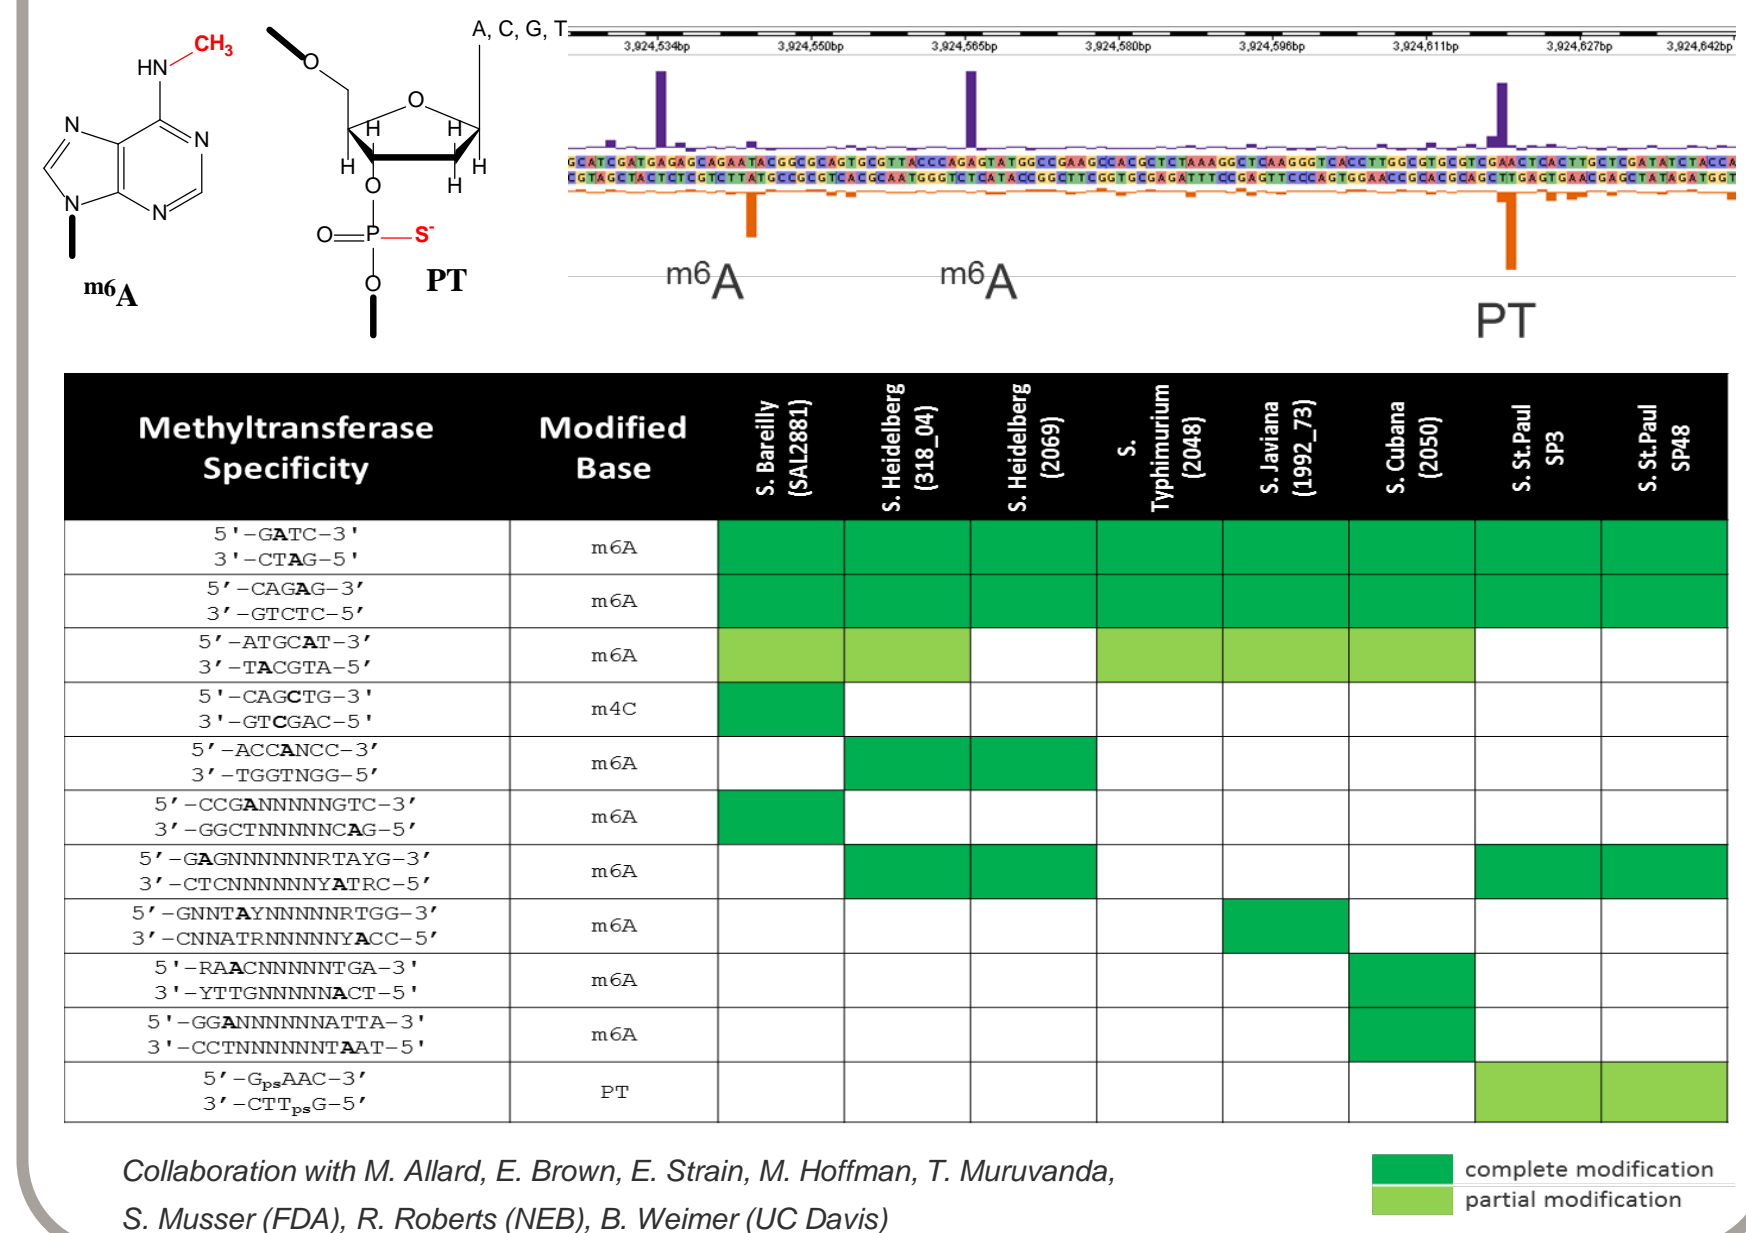 CH3
HN
N
N
N
N
m6A
A, C, G, T
O
O
H
H
H
H
H
O
O=P-S-
O
PT
3,924,534bp 3,924,550bp 3,924,565bp 3,924,580bp 3,924,596bp 3,924,611bp 3,924,627bp 3,924,642bp
GCATCGATGAGAGCAGAATACGGCGCAGTGCGTTACCCAGAGTATGGCCGAAGCCACGCTCTAAAGGCTCAAGGGTCACCTTGGCGTGCGTCGAACTCACTTGCTCGATATCTACCA
CGTAGCTACTCTCGTCTTATGCCGCGTCACGCAATGGGTCTCATACCGGCTTCGGTGCGAGATTTCCGAGTTCCCAGTGGAACCGCACGCAGCTTGAGTGAACGAGCTATAGATGGT
m6A m6A
PT
Methyltransferase Specificity Modified Base S. Bareilly (SAL2881) S. Heidelberg (318_04) S. Heidelberg (2069) S. Typhimurium (2048) S. Javiana (1992_73) S. Cubana (2050) S. St.Paul SP3 S. St.Paul SP48
5'-GATC-3'
3'-CTAG-5'
m6A
5'-CAGAG-3'
3'-GTCTC-5'
m6A
5'-ATGCAT-3'
3'-TACGTA-5'
m6A
5'-CAGCTG-3'
3'-GTCGAC-5'
m4C
5'-ACCANCC-3'
3'-TGGTNGG-5'
m6A
5'-CCGANNNNNGTC-3'
3'-GGCTNNNNNCAG-5'
m6A
5'-GAGNNNNNNRTAYG-3'
3'-CTCNNNNNNYATRC-5'
m6A
5'-GNNTAYNNNNNRTGG-3'
3'-CNNATRNNNNNYACC-5'
m6A
5'-RAACNNNNNTGA-3'
3'-YTTGNNNNNACT-5'
m6A
5'-GGANNNNNNATTA-3'
3'-CCTNNNNNNTAAT-5'
m6A
5'-GpsAAC-3'
3'-CTTpsG-5'
PT
Collaboration with M. Allard, E. Brown, E. Strain, M. Hoffman, T. Muruvanda,
S. Musser (FDA), R. Roberts (NEB), B. Weimer (UC Davis)
complete modification
partial modification